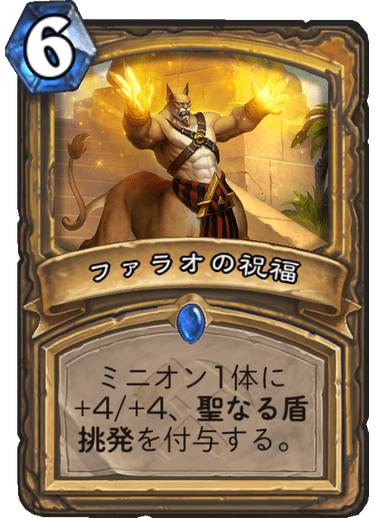 6
ファラオの祝福
ミニオン1体に
+4/+4、聖なる盾
挑発を付与する。